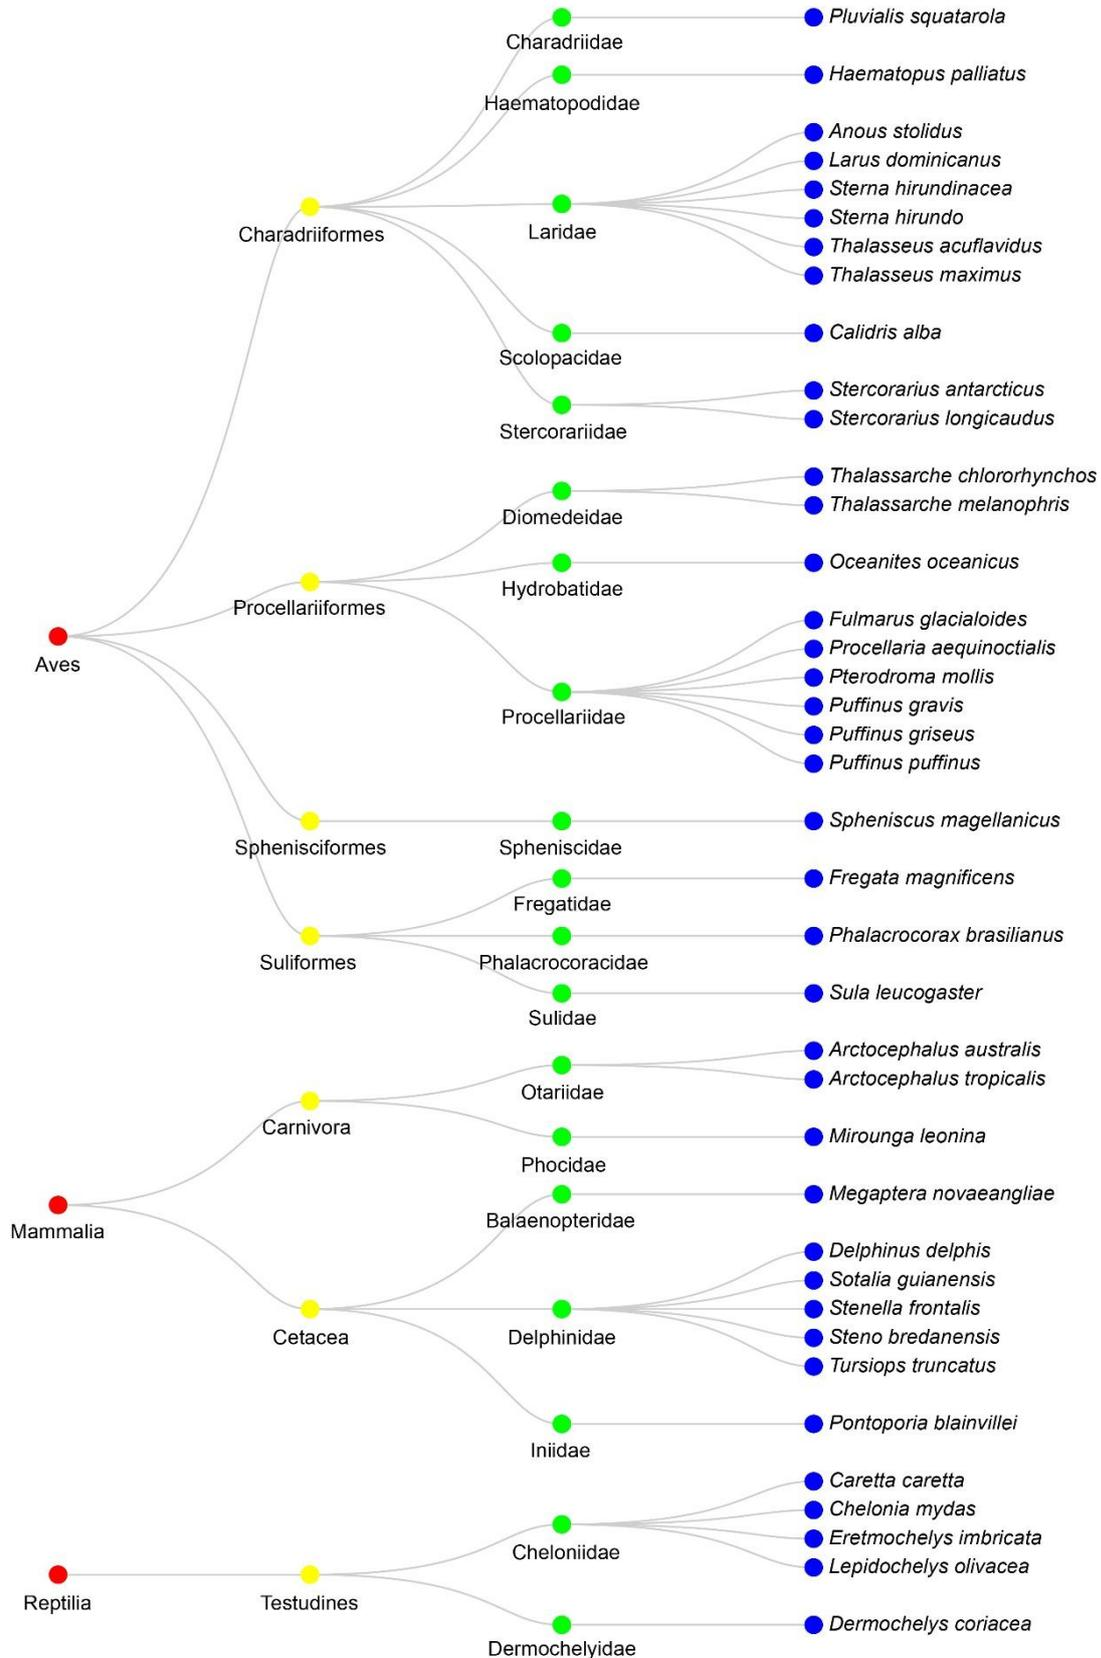 Pluvialis squatarola
Charadriidae
Haematopus palliatus
Haematopodidae
Anous stolidus
Larus dominicanus
Sterna hirundinacea
Sterna hirundo
Charadriiformes
Laridae
Thalasseus acuflavidus
Thalasseus maximus
Calidris alba
Scolopacidae
Stercorarius antarcticus
Stercorarius longicaudus
Stercorariidae
Thalassarche chlororhynchos
Thalassarche melanophris
Diomedeidae
Oceanites oceanicus
Hydrobatidae
Procellariiformes
Fulmarus glacialoides
Procellaria aequinoctialis
Aves
Pterodroma mollis
Puffinus gravis
Procellariidae
Puffinus griseus
Puffinus puffinus
Spheniscus magellanicus
Sphenisciformes
Spheniscidae
Fregata magnificens
Fregatidae
Phalacrocorax brasilianus
Suliformes
Phalacrocoracidae
Sula leucogaster
Sulidae
Arctocephalus australis
Arctocephalus tropicalis
Otariidae
Carnivora
Mirounga leonina
Phocidae
Megaptera novaeangliae
Balaenopteridae
Mammalia
Delphinus delphis
Sotalia guianensis
Stenella frontalis
Cetacea
Delphinidae
Steno bredanensis
Tursiops truncatus
Pontoporia blainvillei
Iniidae
Caretta caretta
Chelonia mydas
Eretmochelys imbricata
Cheloniidae
Lepidochelys olivacea
Reptilia
Testudines
Dermochelys coriacea
Dermochelyidae